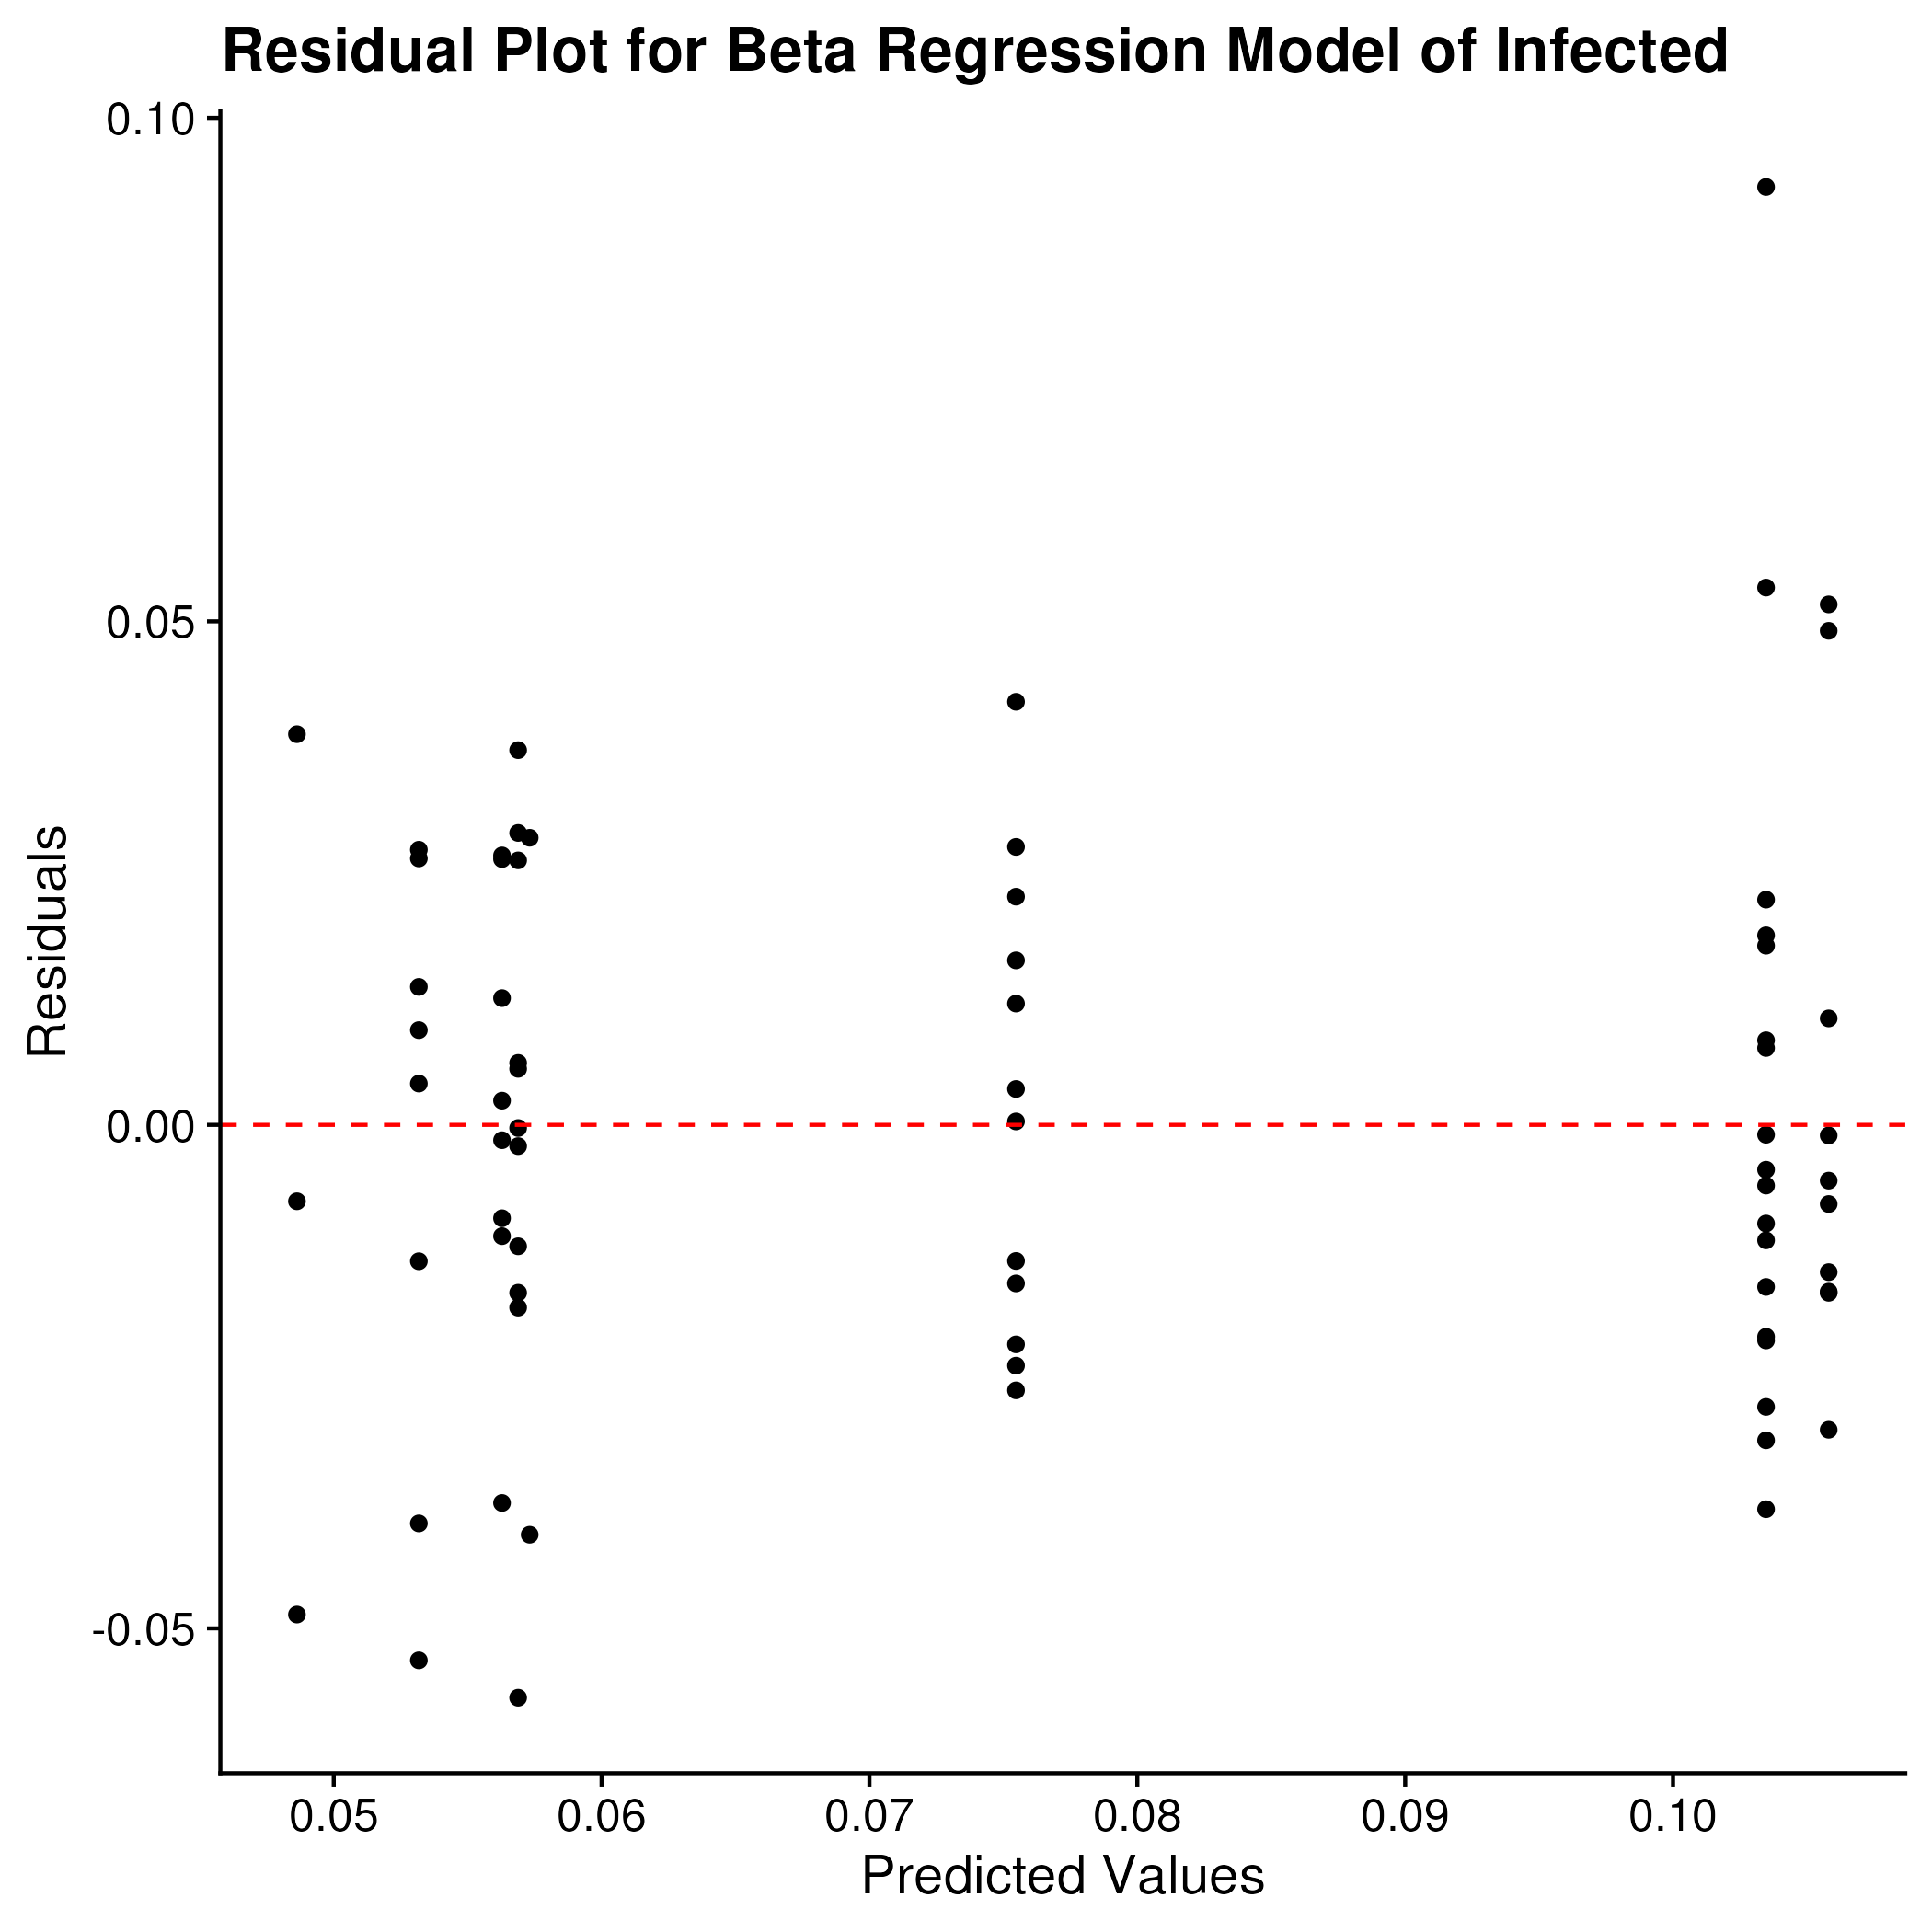 Residual Plot for Beta Regression Model of Infected
0.10
0.05
0.00
-0.05
Residuals
0.05 0.06 0.07 0.08 0.09 0.10
Predicted Values